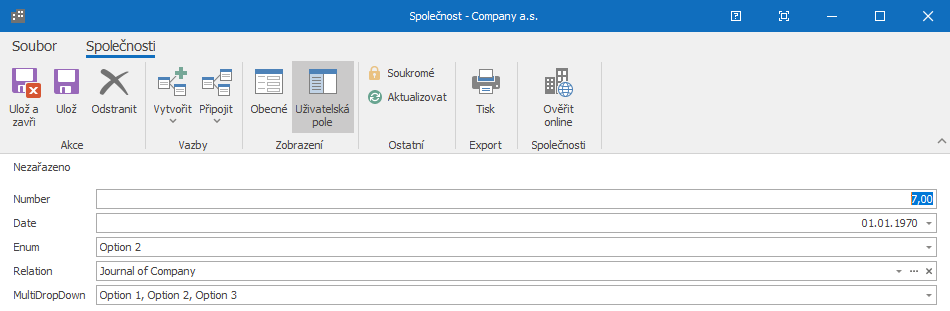 Společnost - Company a.s.
Soubor
Společnosti
Ulož a
zavři
Ulož
Odstranit
Akce
Vytvořit
Připojit
Vazby
Obecné
Uživatelská
pole
Zobrazení
Soukromé
Aktualizovat
Ostatní
Tisk
Export
Ověřit
online
Společnosti
Nezařazeno
Number 7,00
Date 01.01.1970
Enum Option 2
Relation Journal of Company
MultiDropDown Option 1, Option 2, Option 3